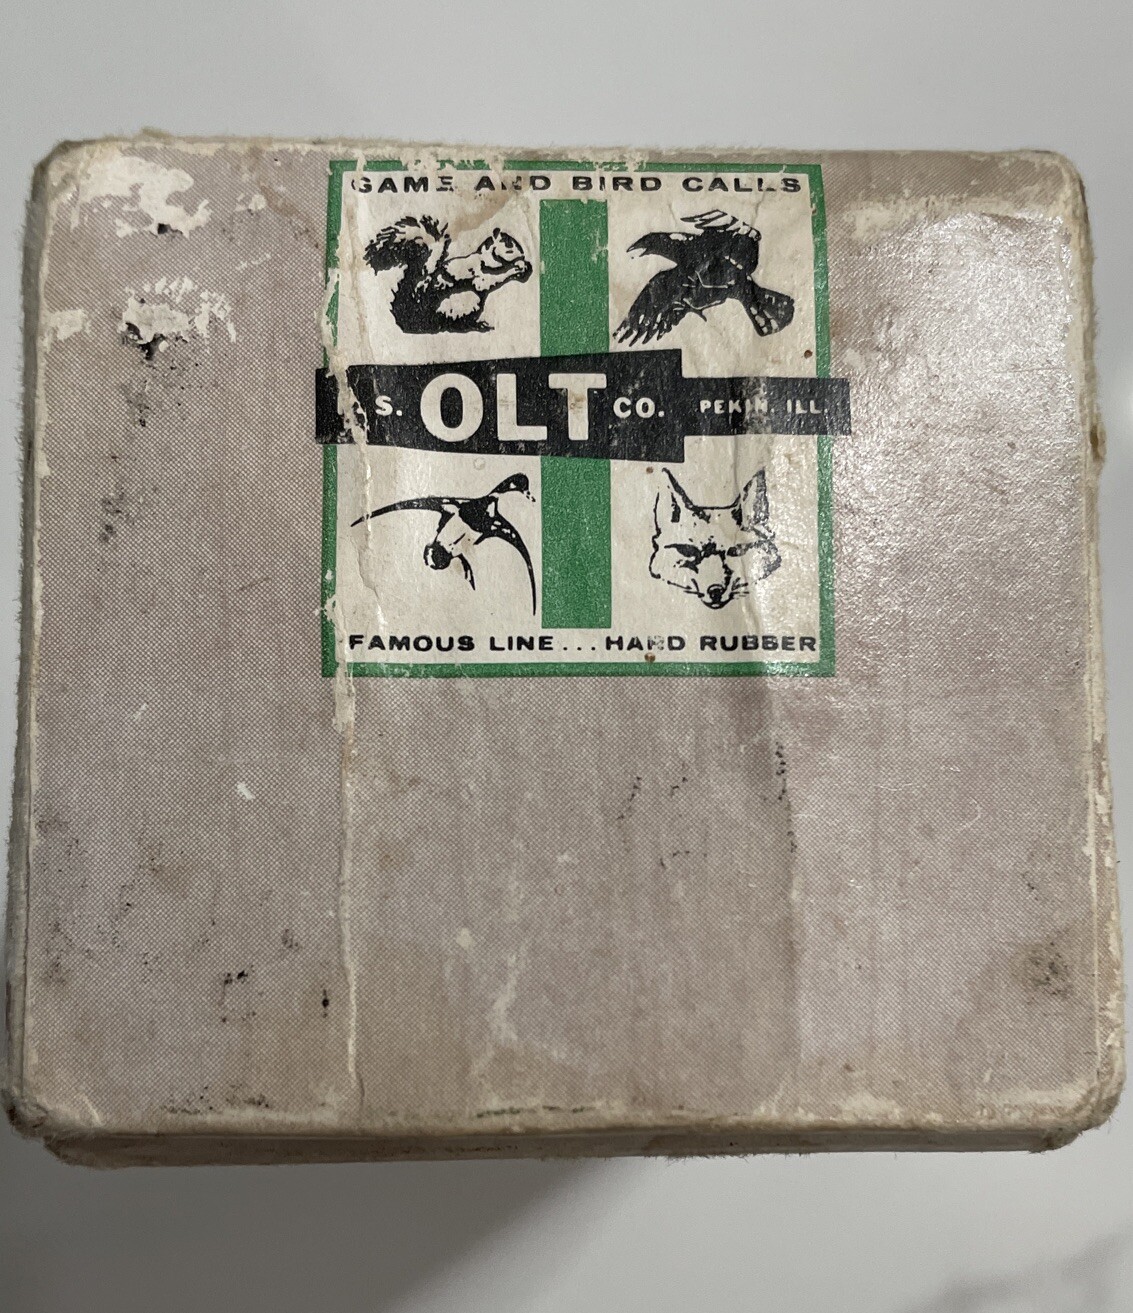 GAME AND BIRD CALLS
S. OLT CO. PEKIN, ILL.
FAMOUS LINE...HARD RUBBER